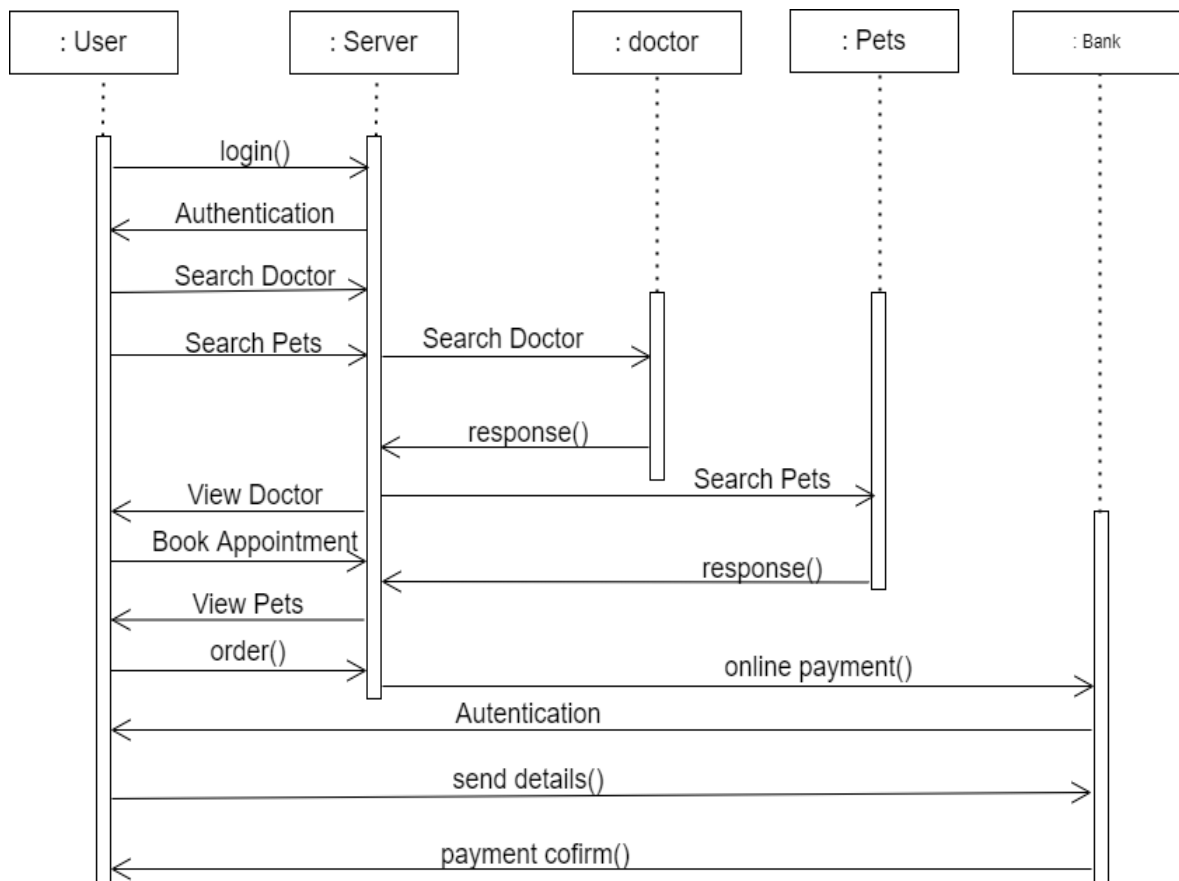 : User
: Server
: doctor
: Pets
: Bank
login()
Authentication
Search Doctor
Search Pets
Search Doctor
response()
Search Pets
View Doctor
Book Appointment
response()
View Pets
order()
online payment()
Autentication
send details()
payment cofirm()